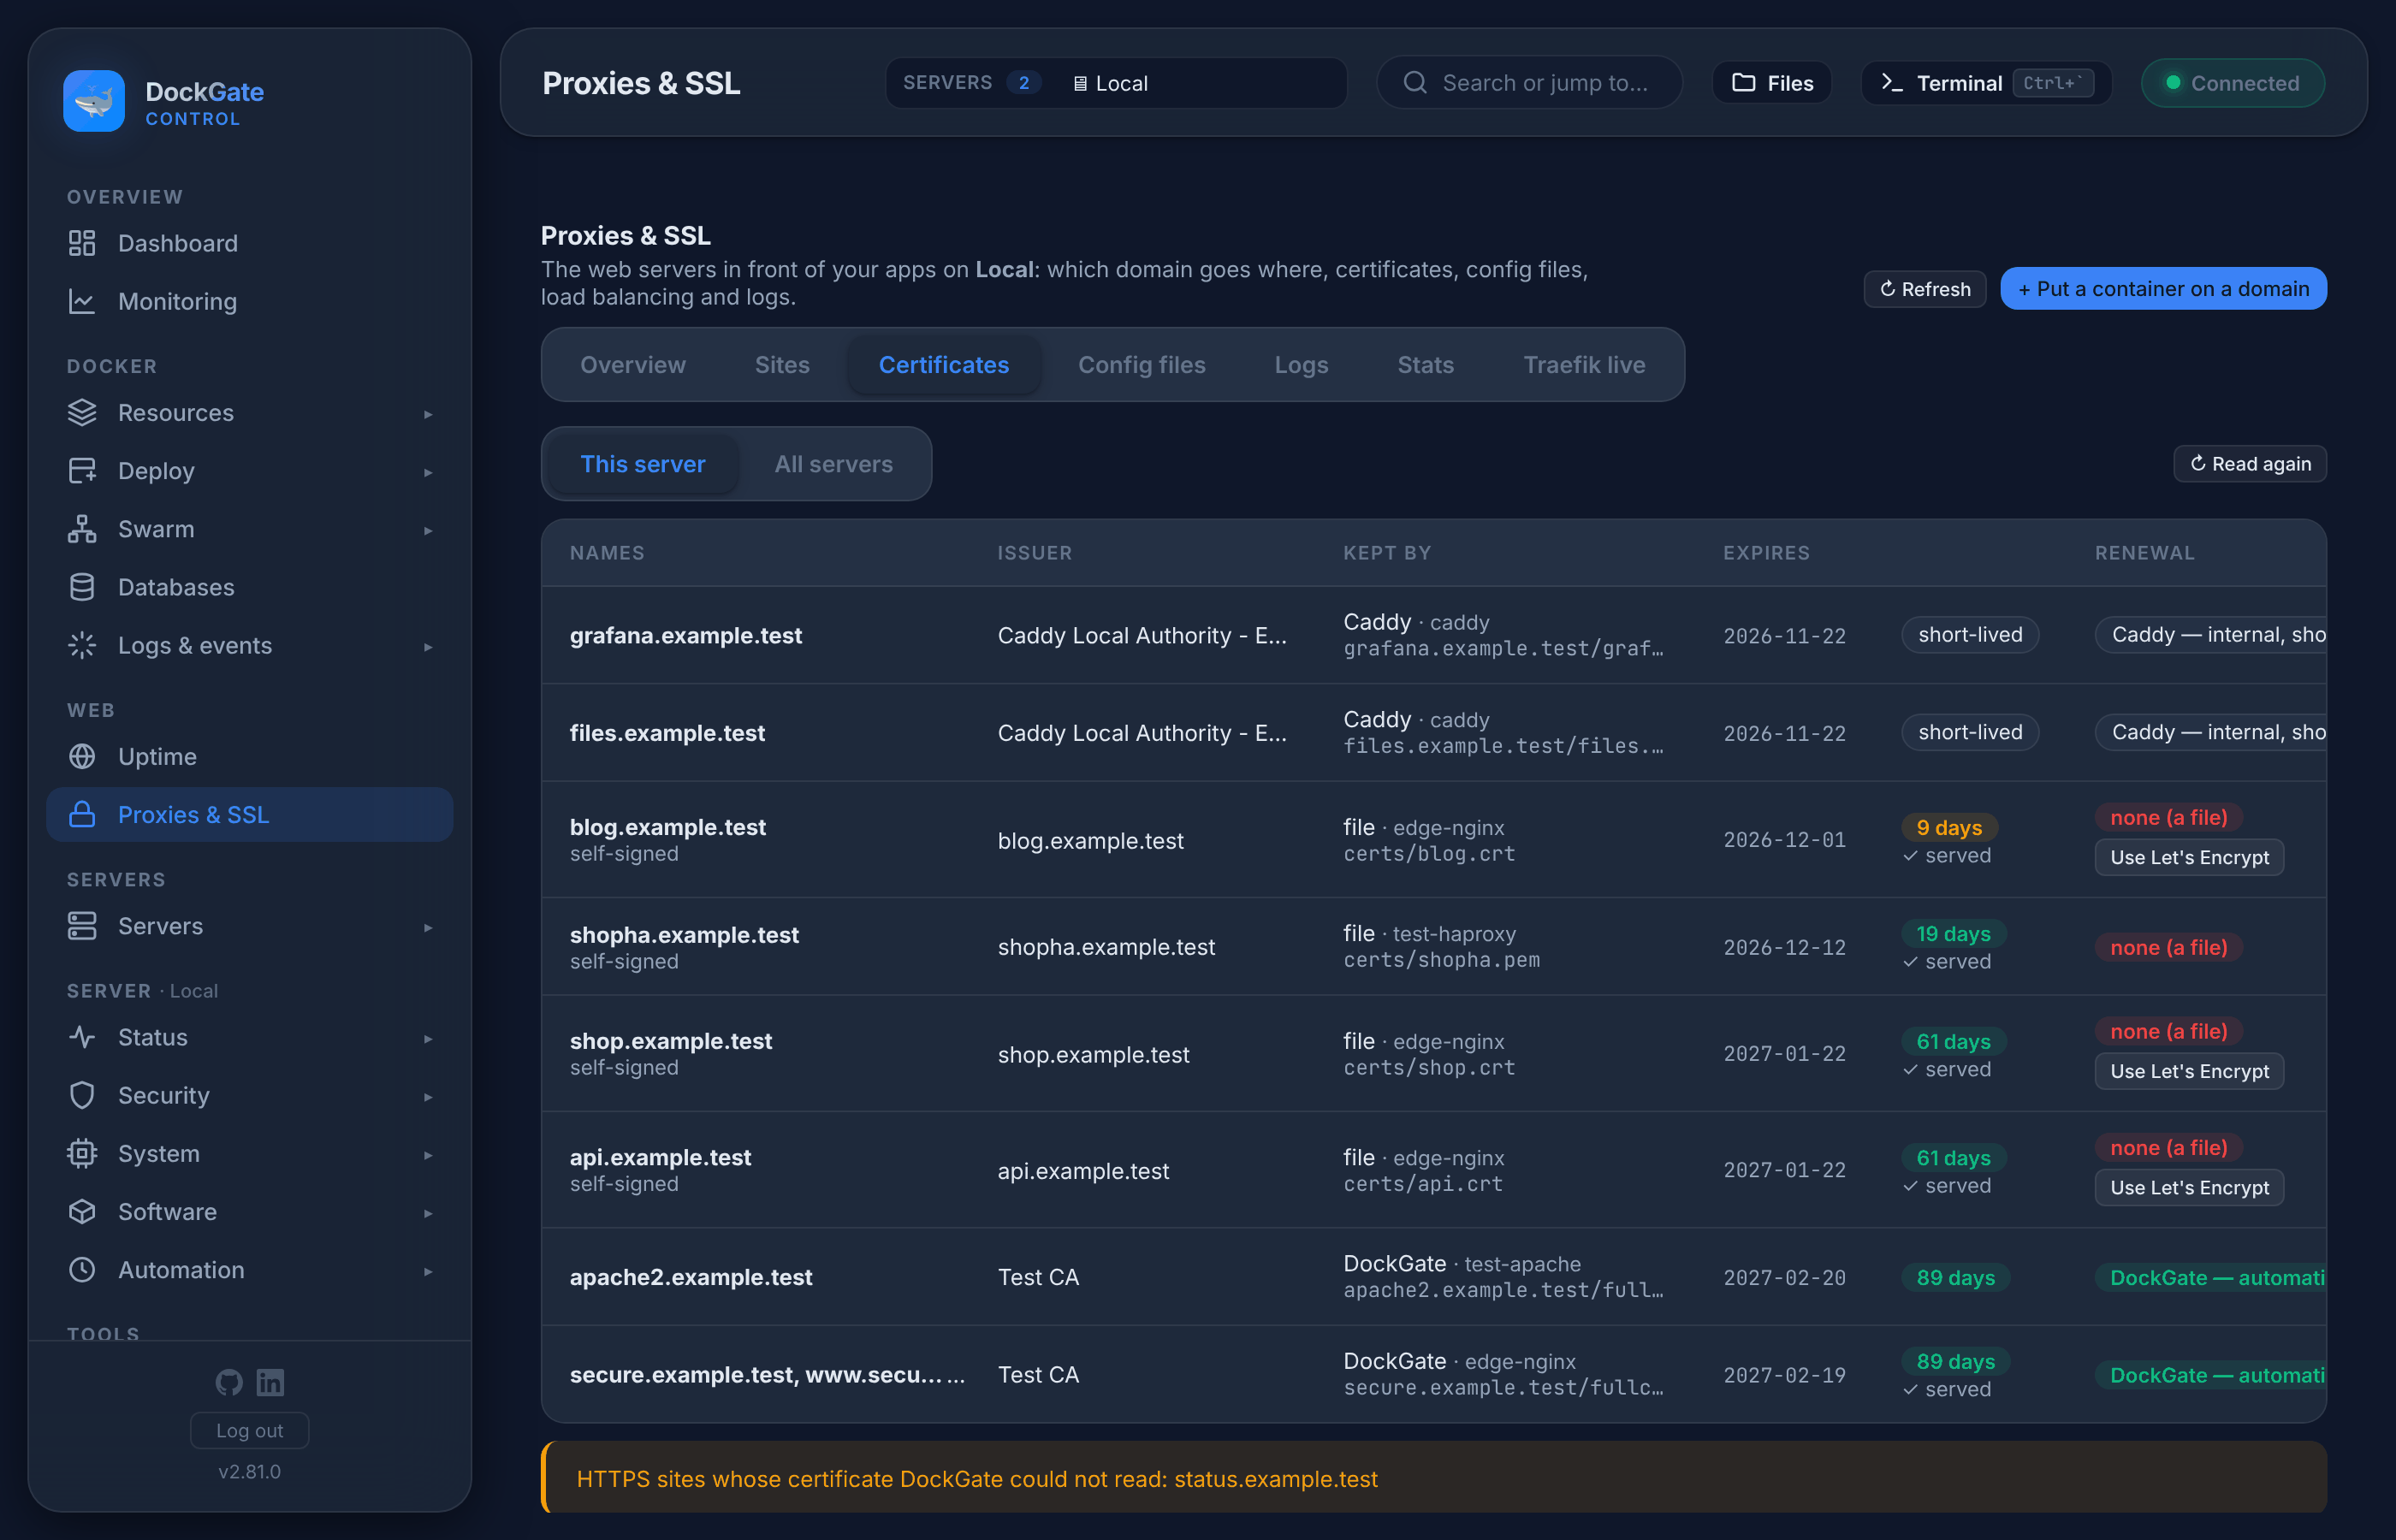 DockGate
CONTROL
OVERVIEW
Dashboard
Monitoring
DOCKER
Resources
Deploy
Swarm
Databases
Logs & events
WEB
Uptime
Proxies & SSL
SERVERS
Servers
SERVER · Local
Status
Security
System
Software
Automation
TOOLS
Log out
v2.81.0
Proxies & SSL
SERVERS 2 Local
Search or jump to...
Files
Terminal Ctrl+`
Connected
Proxies & SSL
The web servers in front of your apps on Local: which domain goes where, certificates, config files,
load balancing and logs.
↻ Refresh
+ Put a container on a domain
Overview Sites Certificates Config files Logs Stats Traefik live
This server All servers
↻ Read again
NAMES ISSUER KEPT BY EXPIRES RENEWAL
grafana.example.test Caddy Local Authority - E... Caddy · caddy 2026-11-22 short-lived Caddy — internal, sho
grafana.example.test/graf…
files.example.test Caddy Local Authority - E... Caddy · caddy 2026-11-22 short-lived Caddy — internal, sho
files.example.test/files.…
blog.example.test blog.example.test file · edge-nginx 2026-12-01 9 days none (a file)
self-signed certs/blog.crt ✓ served Use Let's Encrypt
shopha.example.test shopha.example.test file · test-haproxy 2026-12-12 19 days none (a file)
self-signed certs/shopha.pem ✓ served
shop.example.test shop.example.test file · edge-nginx 2027-01-22 61 days none (a file)
self-signed certs/shop.crt ✓ served Use Let's Encrypt
api.example.test api.example.test file · edge-nginx 2027-01-22 61 days none (a file)
self-signed certs/api.crt ✓ served Use Let's Encrypt
apache2.example.test Test CA DockGate · test-apache 2027-02-20 89 days DockGate — automati
apache2.example.test/full…
secure.example.test, www.secu... ... Test CA DockGate · edge-nginx 2027-02-19 89 days DockGate — automati
secure.example.test/fullc… ✓ served
HTTPS sites whose certificate DockGate could not read: status.example.test